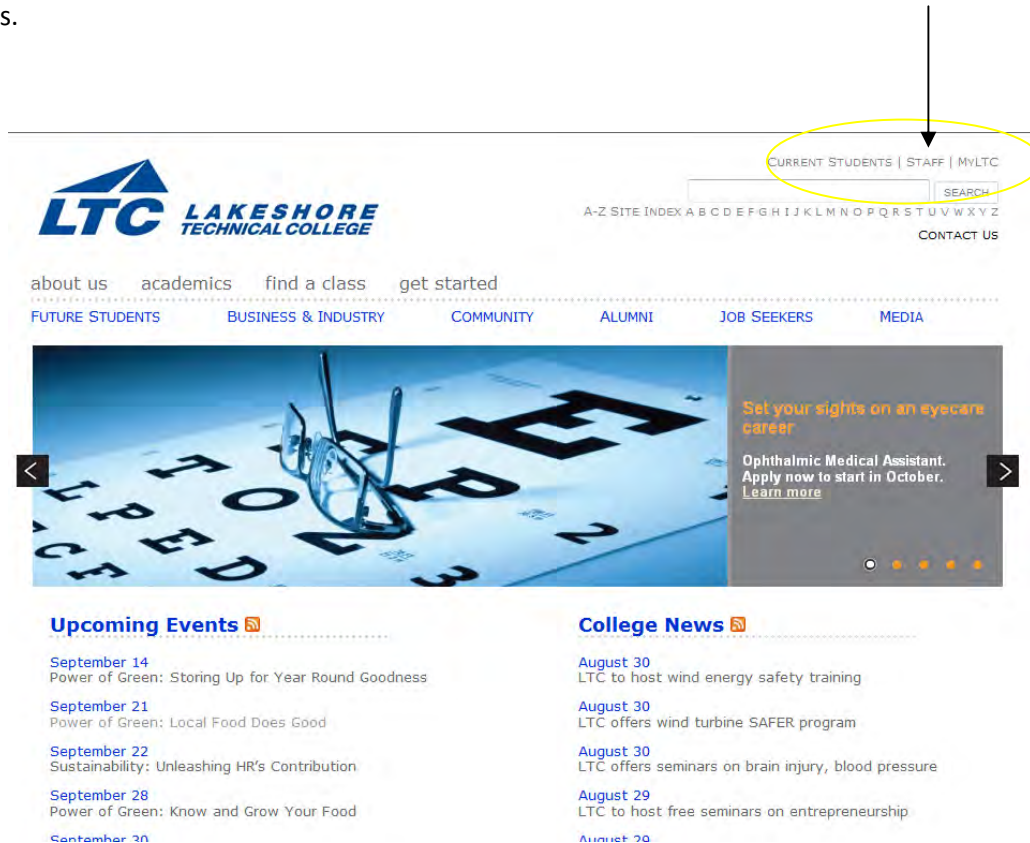 s.
CURRENT STUDENTS | STAFF | MYLTC
SEARCH
LTC LAKESHORE
TECHNICAL COLLEGE
A-Z SITE INDEX A B C D E F G H I J K L M N O P Q R S T U V W X Y Z
CONTACT US
about us academics find a class get started
FUTURE STUDENTS BUSINESS & INDUSTRY COMMUNITY ALUMNI JOB SEEKERS MEDIA
Set your sights on an eyecare
career
Ophthalmic Medical Assistant.
Apply now to start in October.
Learn more
E
T O Z
L P E D
2
Upcoming Events
September 14
Power of Green: Storing Up for Year Round Goodness
September 21
Power of Green: Local Food Does Good
September 22
Sustainability: Unleashing HR's Contribution
September 28
Power of Green: Know and Grow Your Food
September 30
College News
August 30
LTC to host wind energy safety training
August 30
LTC offers wind turbine SAFER program
August 30
LTC offers seminars on brain injury, blood pressure
August 29
LTC to host free seminars on entrepreneurship
August 29